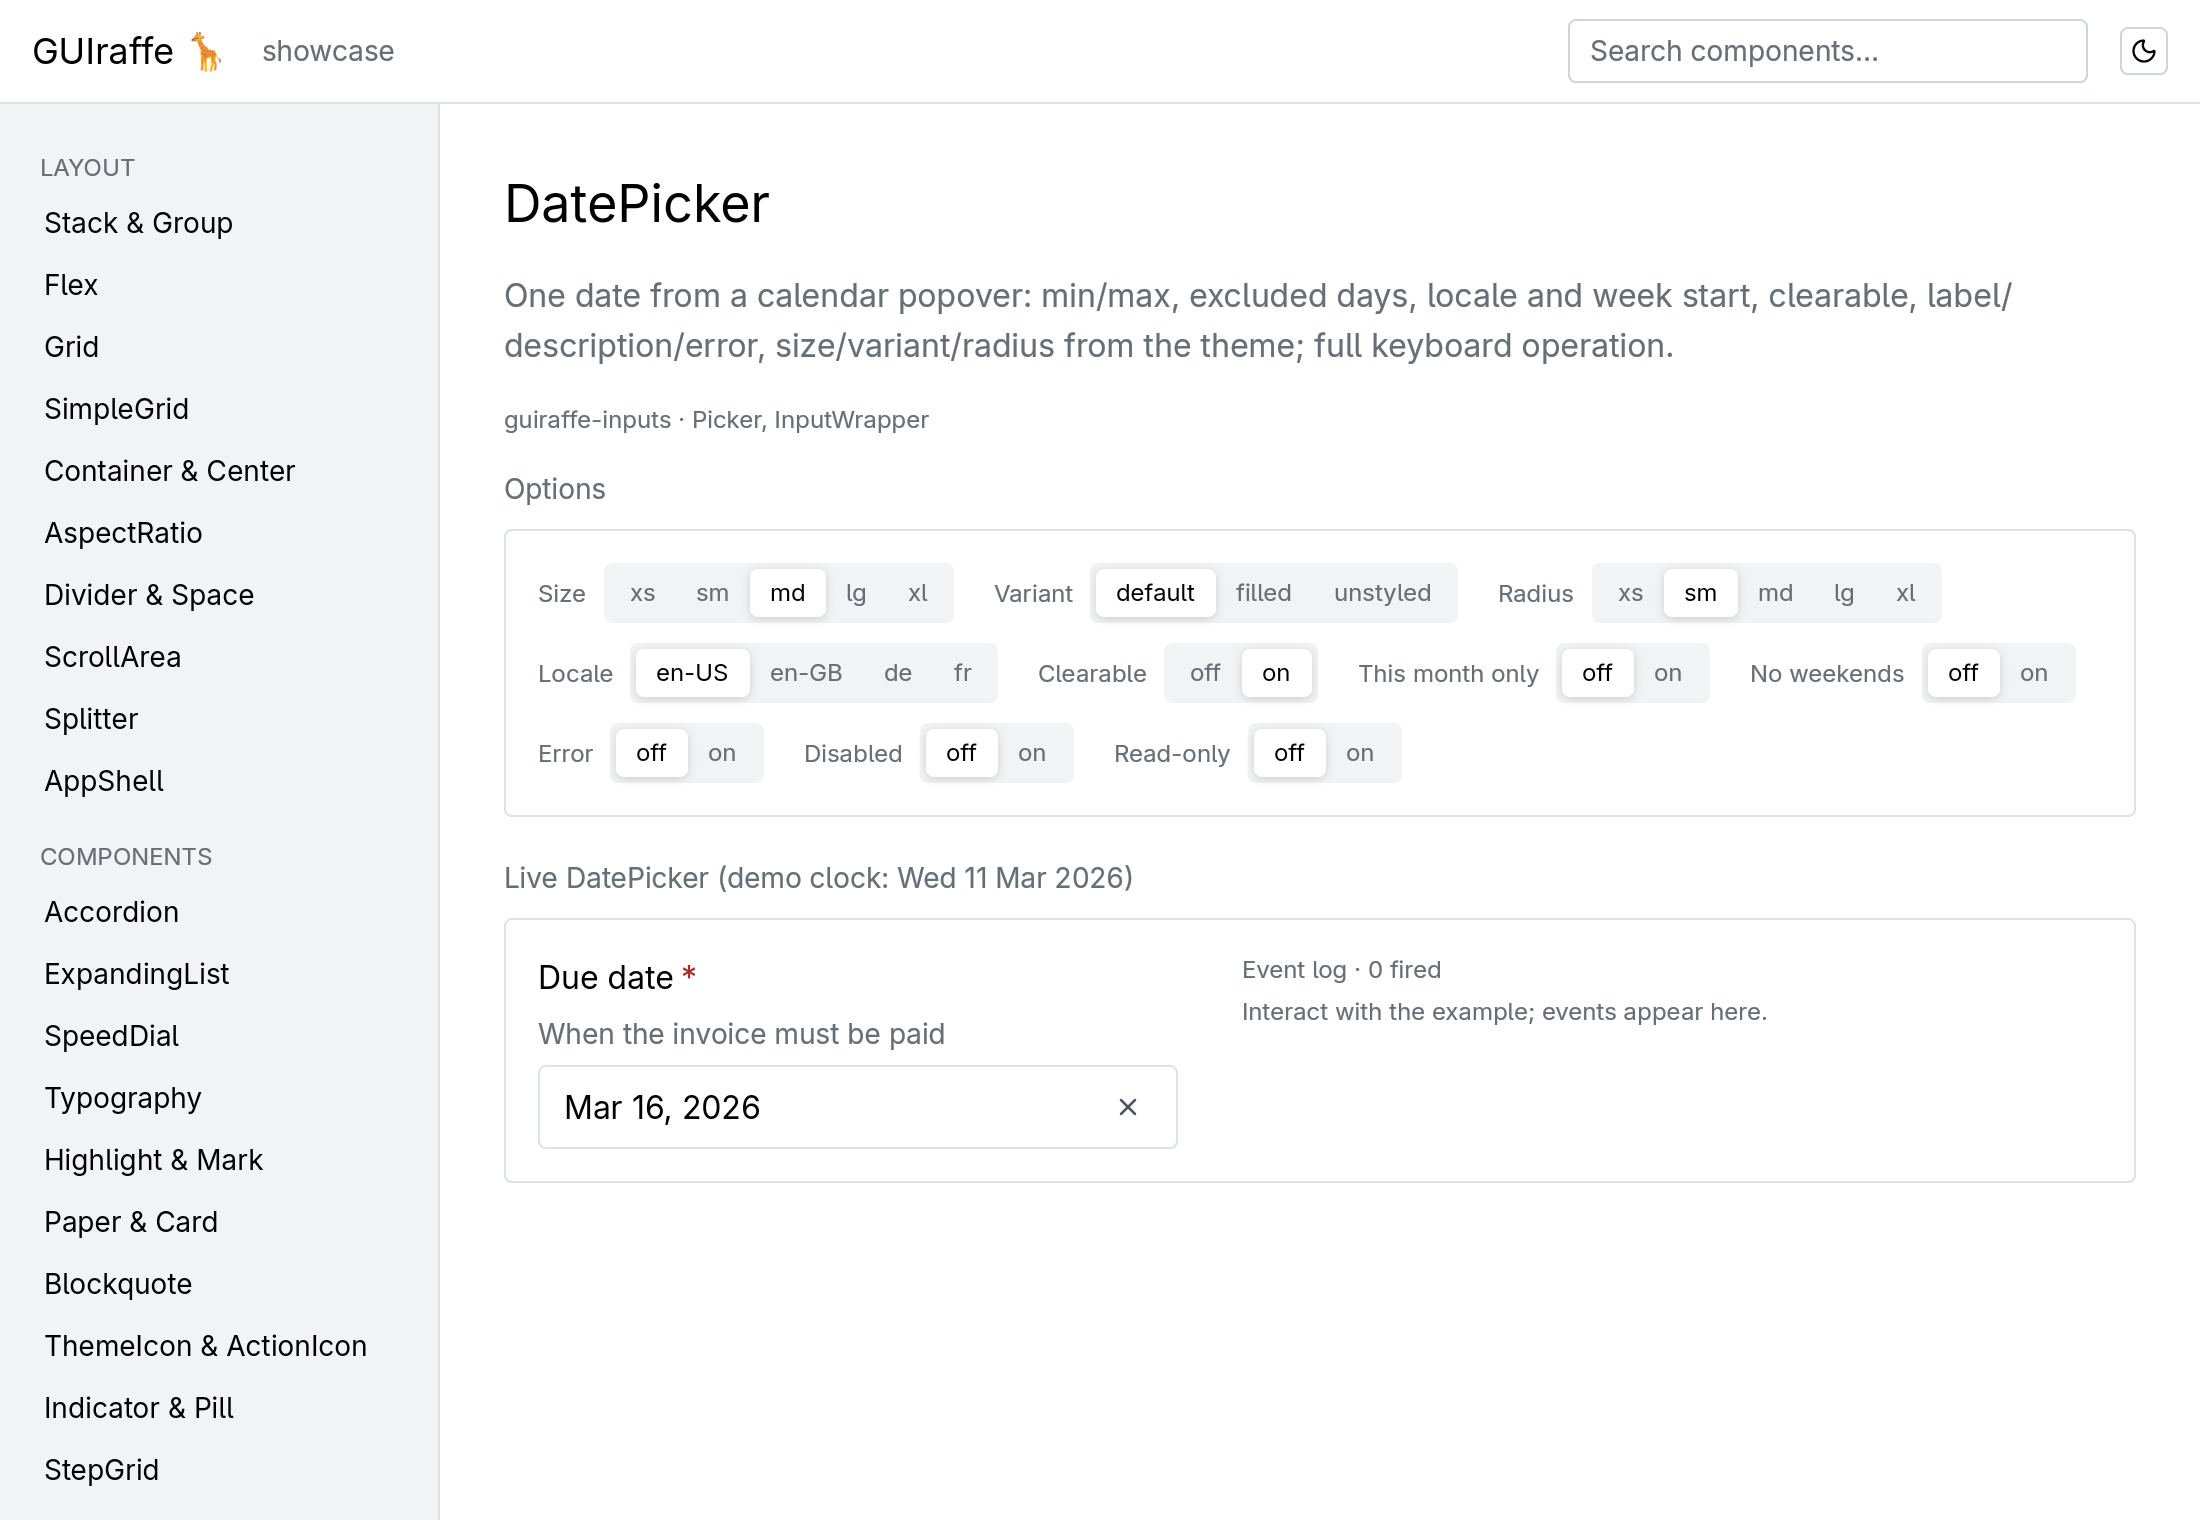 GUIraffe 🦒 showcase Search components...
LAYOUT
Stack & Group
Flex
Grid
SimpleGrid
Container & Center
AspectRatio
Divider & Space
ScrollArea
Splitter
AppShell
COMPONENTS
Accordion
ExpandingList
SpeedDial
Typography
Highlight & Mark
Paper & Card
Blockquote
ThemeIcon & ActionIcon
Indicator & Pill
StepGrid
DatePicker
One date from a calendar popover: min/max, excluded days, locale and week start, clearable, label/
description/error, size/variant/radius from the theme; full keyboard operation.
guiraffe-inputs · Picker, InputWrapper
Options
Size xs sm md lg xl Variant default filled unstyled Radius xs sm md lg xl
Locale en-US en-GB de fr Clearable off on This month only off on No weekends off on
Error off on Disabled off on Read-only off on
Live DatePicker (demo clock: Wed 11 Mar 2026)
Due date *
When the invoice must be paid
Mar 16, 2026
Event log · 0 fired
Interact with the example; events appear here.